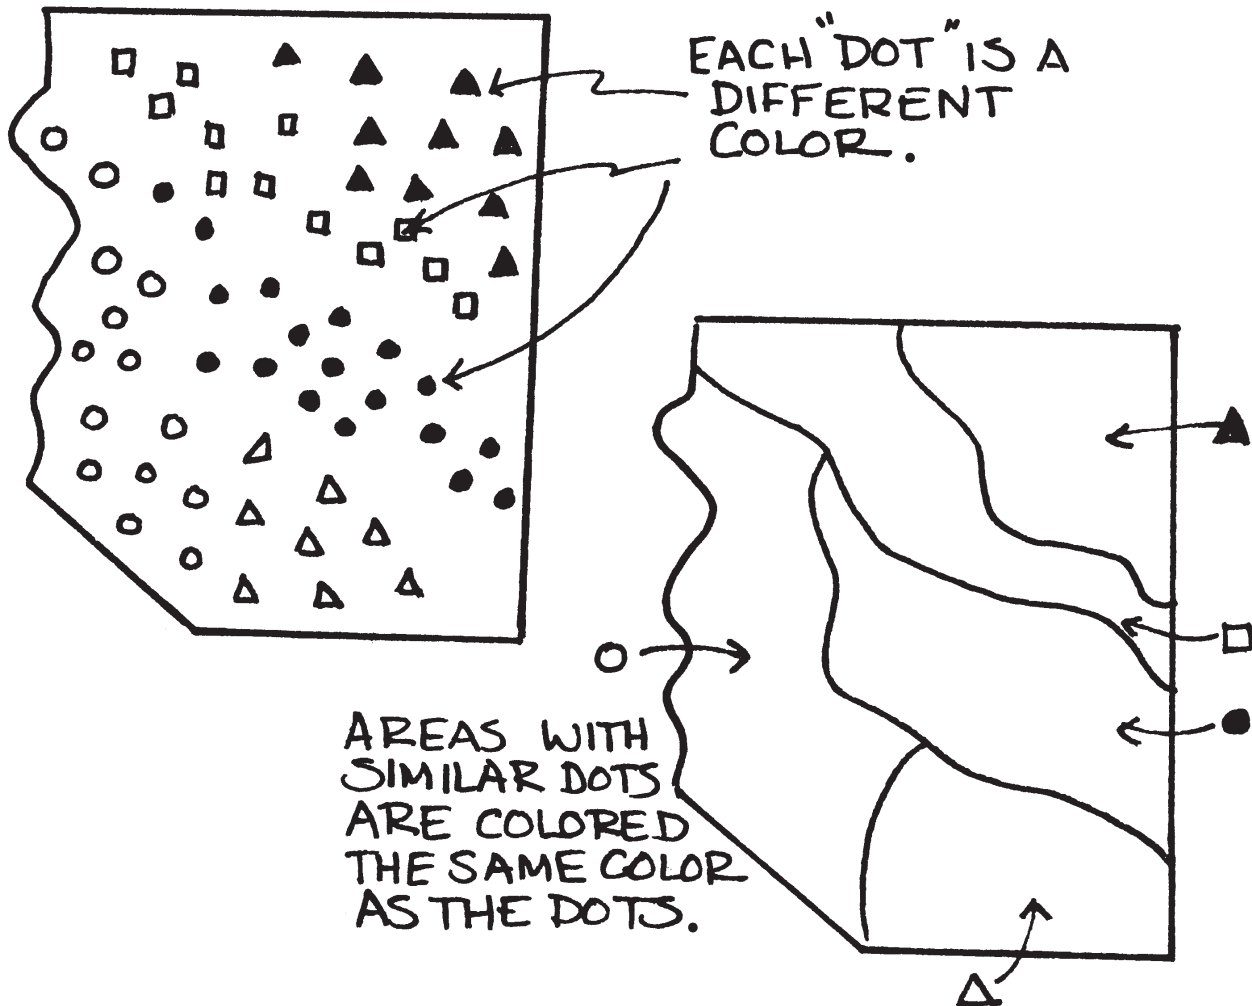 EACH "DOT" IS A
DIFFERENT
COLOR.
AREAS WITH
SIMILAR DOTS
ARE COLORED
THE SAME COLOR
AS THE DOTS.